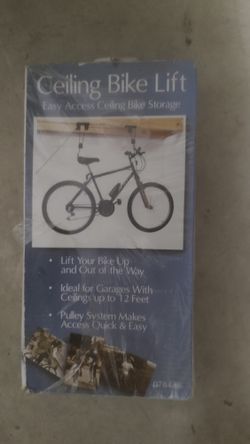 Ceiling Bike Lift
Easy Access Ceiling Bike Storage
• Lift Your Bike Up
and Out of the Way
• Ideal for Garages With
Ceilings up to 12 Feet
• Pulley System Makes
Access Quick & Easy